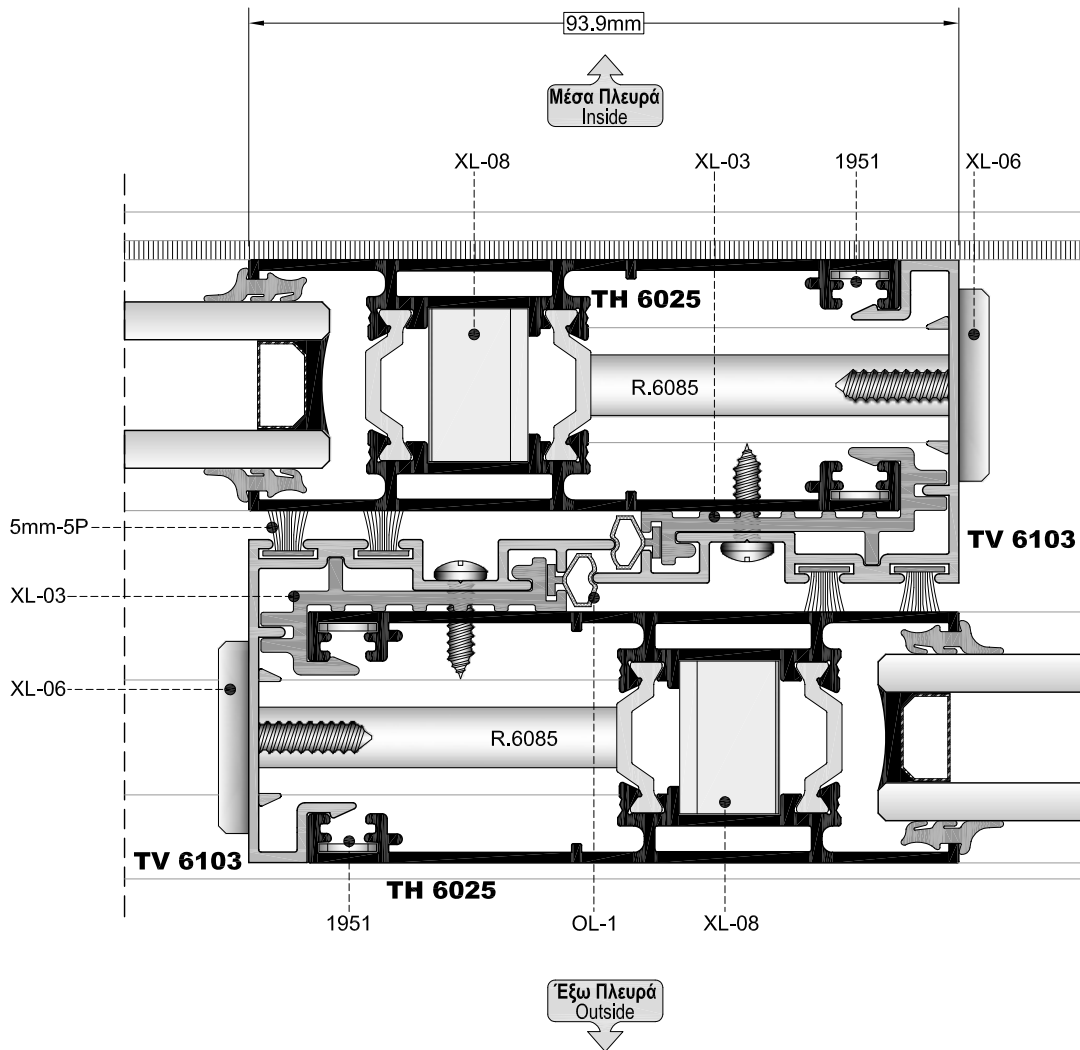 93.9mm
Μέσα Πλευρά
Inside
XL-08
XL-03
1951
XL-06
TH 6025
R.6085
5mm-5P
TV 6103
XL-03
XL-06
R.6085
TV 6103
TH 6025
1951
OL-1
XL-08
Έξω Πλευρά
Outside